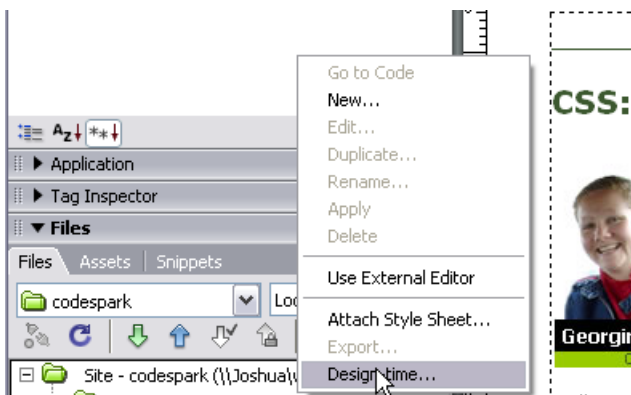 Go to Code
New...
Edit...
Duplicate...
Rename...
Apply
Delete
Use External Editor
Attach Style Sheet...
Export...
Design-time...
CSS:
Application
Tag Inspector
Files
Files Assets Snippets
codespark
Site - codespark (\\Joshua\